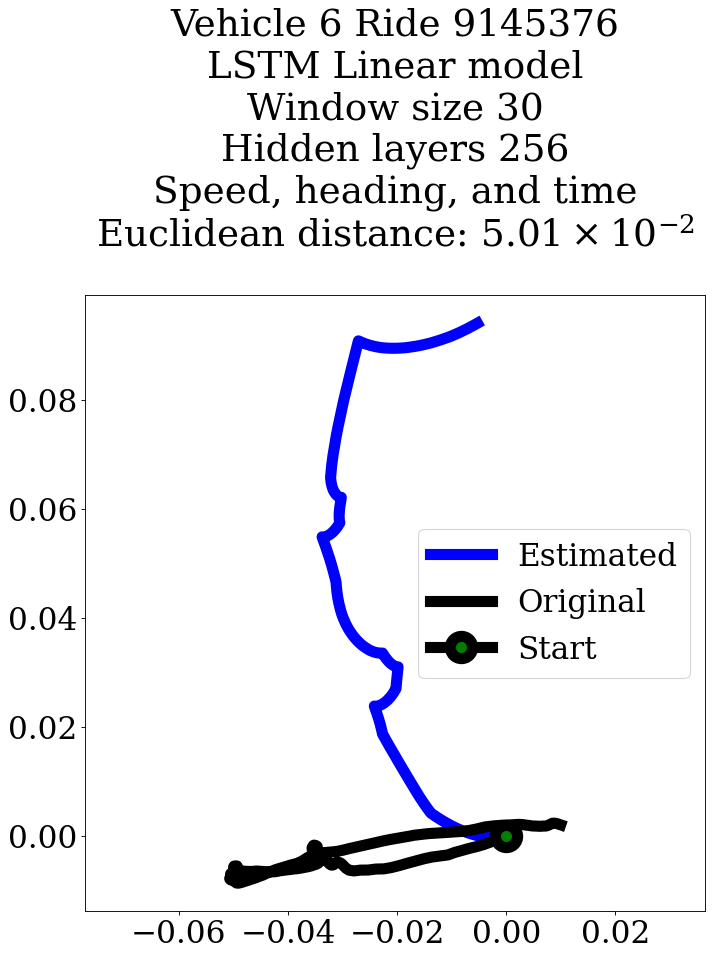 Vehicle 6 Ride 9145376
LSTM Linear model
Window size 30
Hidden layers 256
Speed, heading, and time
Euclidean distance: 5.01 × 10⁻²
0.08
0.06
0.04
0.02
0.00
Estimated
Original
Start
−0.06 −0.04 −0.02 0.00 0.02